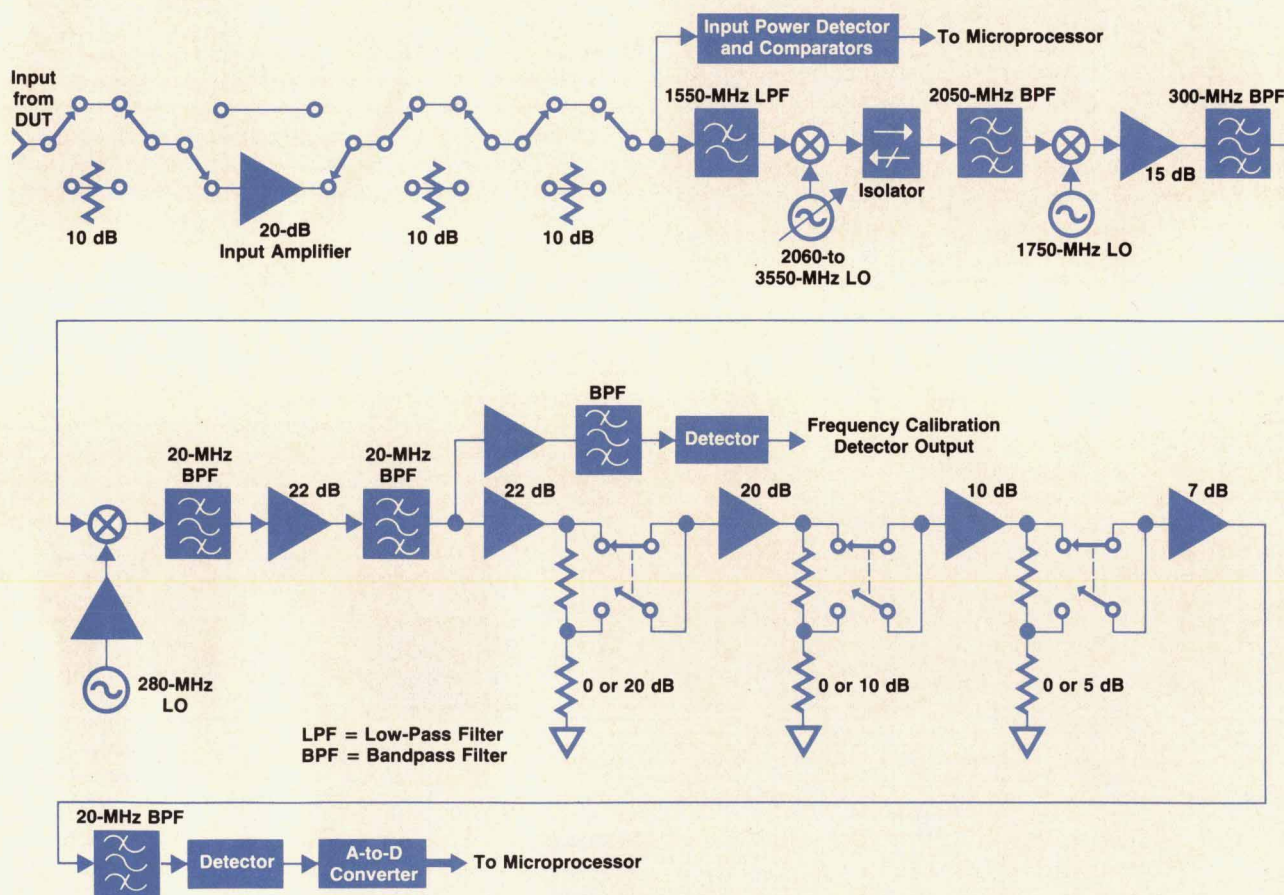 Input Power Detector
and Comparators
To Microprocessor
Input
from
DUT
1550-MHz LPF
2050-MHz BPF
300-MHz BPF
10 dB
20-dB
Input Amplifier
10 dB
10 dB
Isolator
15 dB
2060-to
3550-MHz LO
1750-MHz LO
BPF
Detector
Frequency Calibration
Detector Output
20-MHz
BPF
22 dB
20-MHz
BPF
22 dB
20 dB
10 dB
7 dB
280-MHz
LO
0 or 20 dB
0 or 10 dB
0 or 5 dB
LPF = Low-Pass Filter
BPF = Bandpass Filter
20-MHz BPF
Detector
A-to-D
Converter
To Microprocessor